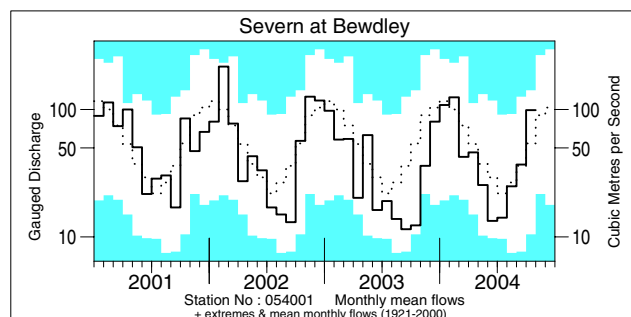 Severn at Bewdley
Gauged Discharge
100
50
10
100
50
10
Cubic Metres per Second
2001 2002 2003 2004
Station No : 054001 Monthly mean flows
+ extremes & mean monthly flows (1921-2000)